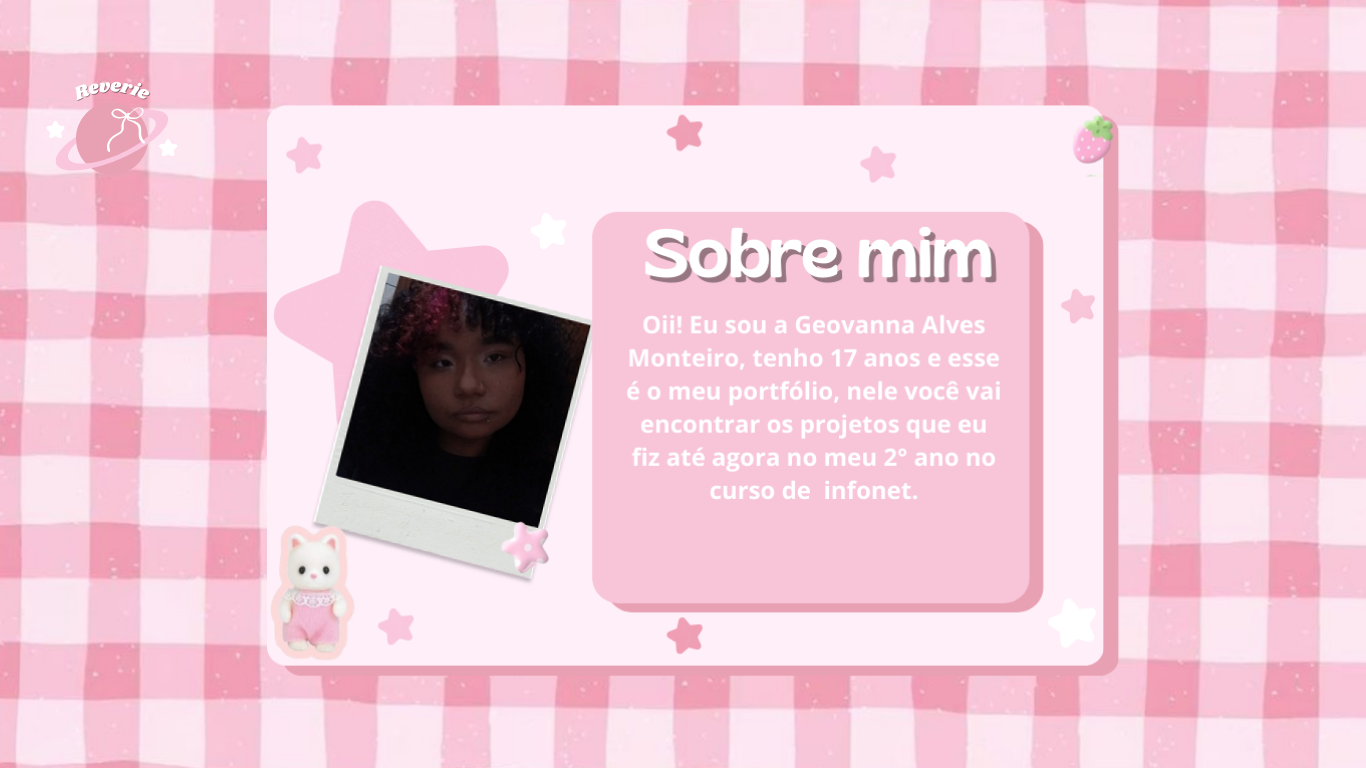 Reverie
Sobre mim
Oii! Eu sou a Geovanna Alves
Monteiro, tenho 17 anos e esse
é o meu portfólio, nele você vai
encontrar os projetos que eu
fiz até agora no meu 2° ano no
curso de  infonet.